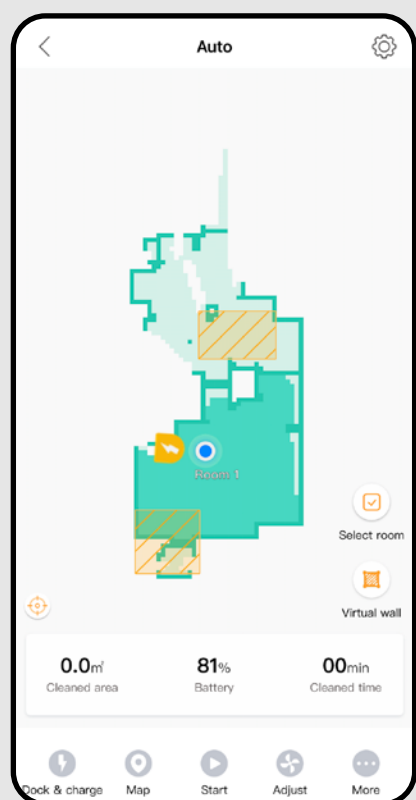 Auto
Room 1
Select room
Virtual wall
0.0㎡ 81% 00min
Cleaned area Battery Cleaned time
Dock & charge Map Start Adjust More